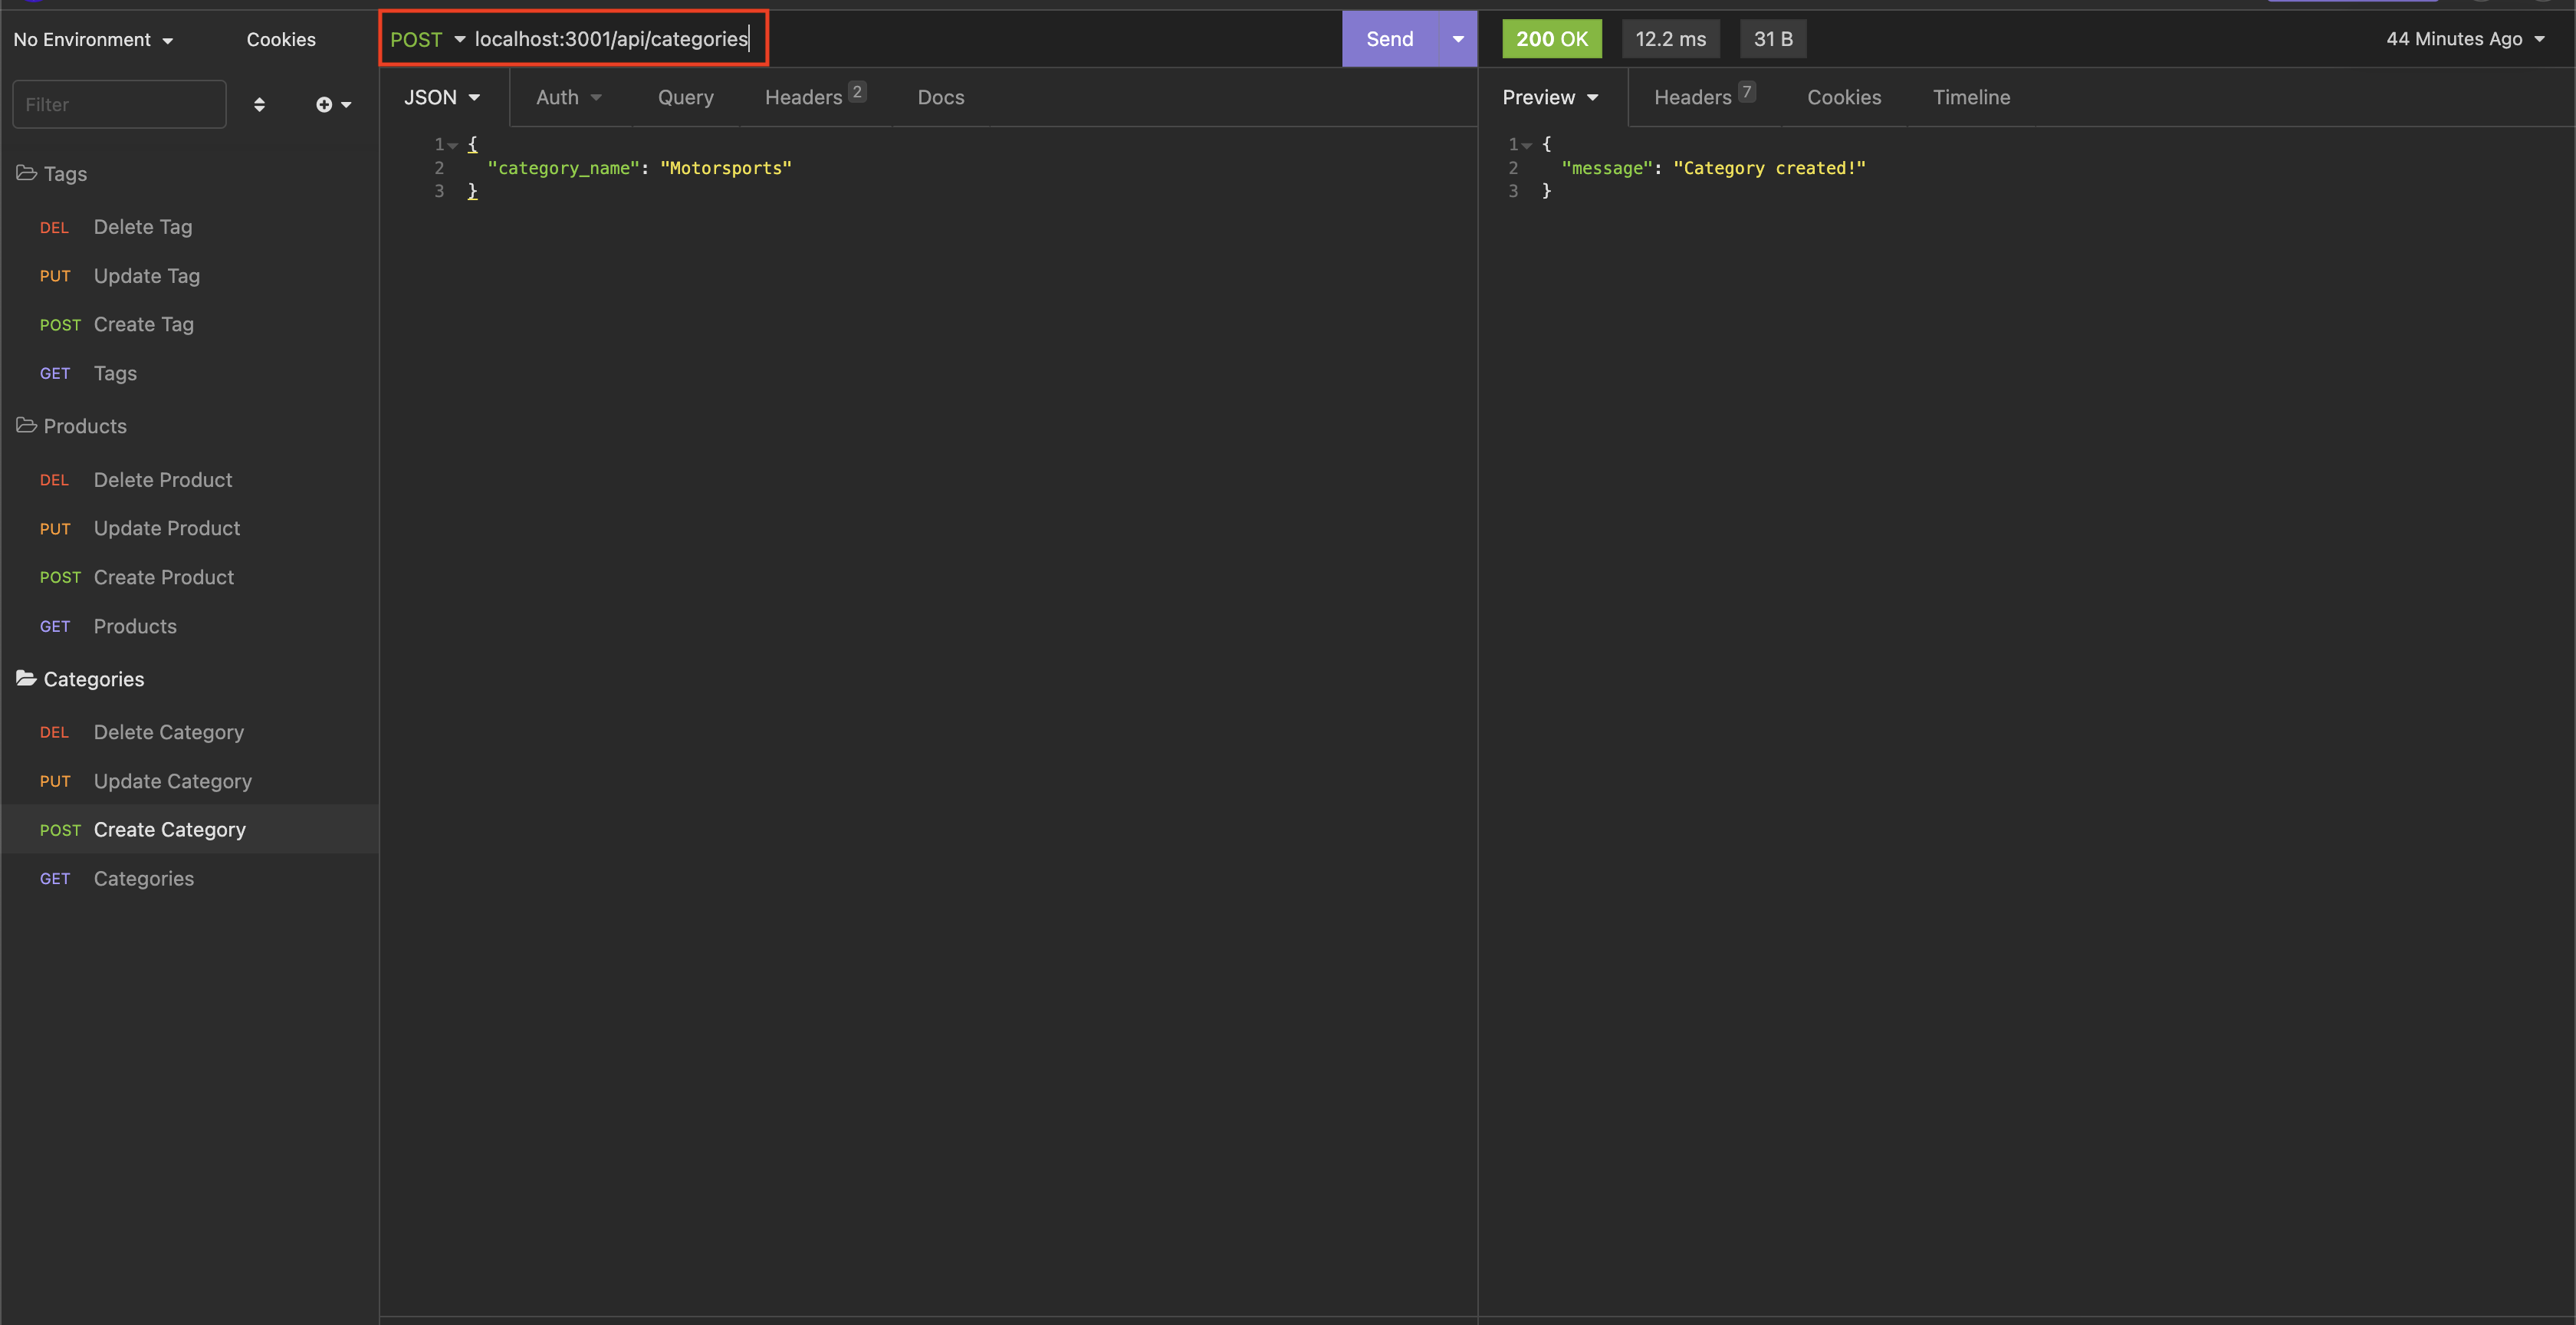 No Environment Cookies
POST localhost:3001/api/categories Send 200 OK 12.2 ms 31 B 44 Minutes Ago
Filter
JSON Auth Query Headers 2 Docs
Preview Headers 7 Cookies Timeline
1 {
2 "category_name": "Motorsports"
3 }
1 {
2 "message": "Category created!"
3 }
Tags
DEL Delete Tag
PUT Update Tag
POST Create Tag
GET Tags
Products
DEL Delete Product
PUT Update Product
POST Create Product
GET Products
Categories
DEL Delete Category
PUT Update Category
POST Create Category
GET Categories